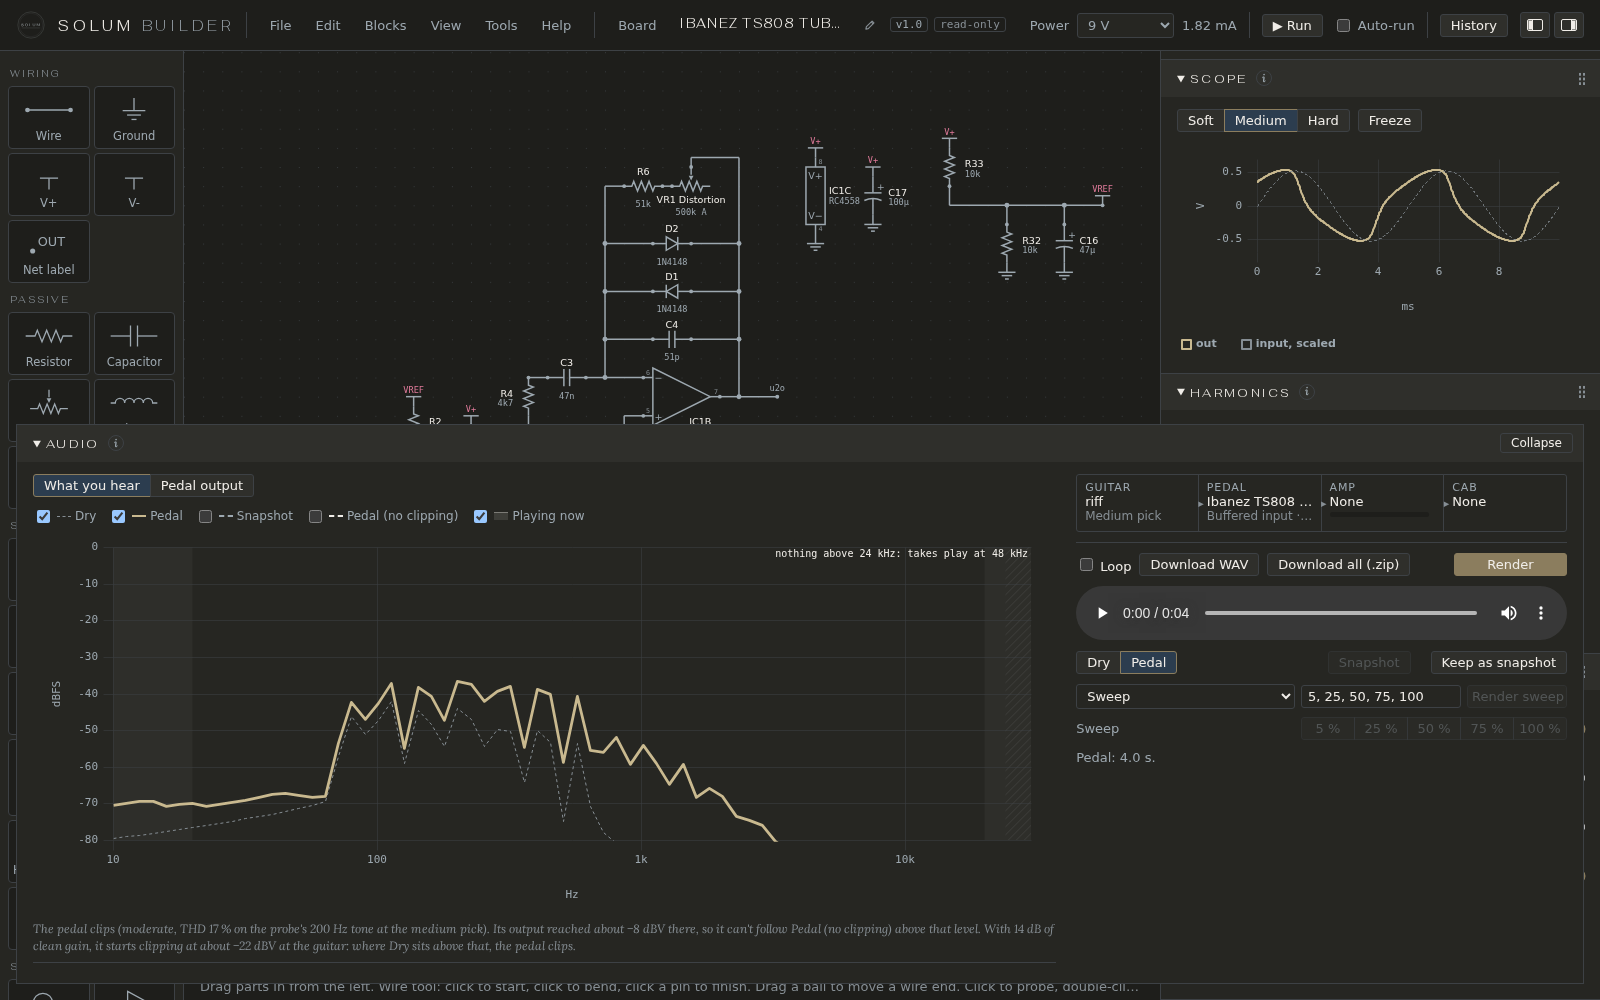 SOLUM BUILDER
File Edit Blocks View Tools Help Board IBANEZ TS808 TUB... v1.0 read-only Power 9 V 1.82 mA ▶ Run Auto-run History
WIRING
Wire Ground
V+ V-
OUT
Net label
PASSIVE
Resistor Capacitor
R6
51k
VR1 Distortion
500k A
D2
1N4148
D1
1N4148
C4
51p
C3
47n
R4
4k7
VREF
R2
V+
6
5
7
IC1B
u2o
V+
8
V+
V−
4
IC1C
RC4558
V+
C17
100µ
V+
R33
10k
VREF
R32
10k
C16
47µ
▼ SCOPE i
Soft Medium Hard Freeze
0.5
0
-0.5
V
0 2 4 6 8
ms
out input, scaled
▼ HARMONICS i
▼ AUDIO i Collapse
What you hear Pedal output
Dry Pedal Snapshot Pedal (no clipping) Playing now
nothing above 24 kHz: takes play at 48 kHz
0
-10
-20
-30
-40
-50
-60
-70
-80
dBFS
10 100 1k 10k
Hz
The pedal clips (moderate, THD 17 % on the probe's 200 Hz tone at the medium pick). Its output reached about −8 dBV there, so it can't follow Pedal (no clipping) above that level. With 14 dB of
clean gain, it starts clipping at about −22 dBV at the guitar: where Dry sits above that, the pedal clips.
GUITAR PEDAL AMP CAB
riff Ibanez TS808 ... None None
Medium pick Buffered input ·...
Loop Download WAV Download all (.zip) Render
0:00 / 0:04
Dry Pedal Snapshot Keep as snapshot
Sweep 5, 25, 50, 75, 100 Render sweep
Sweep 5 % 25 % 50 % 75 % 100 %
Pedal: 4.0 s.
Drag parts in from the left. Wire tool: click to start, click to bend, click a pin to finish. Drag a ball to move a wire end. Click to probe, double-cli...